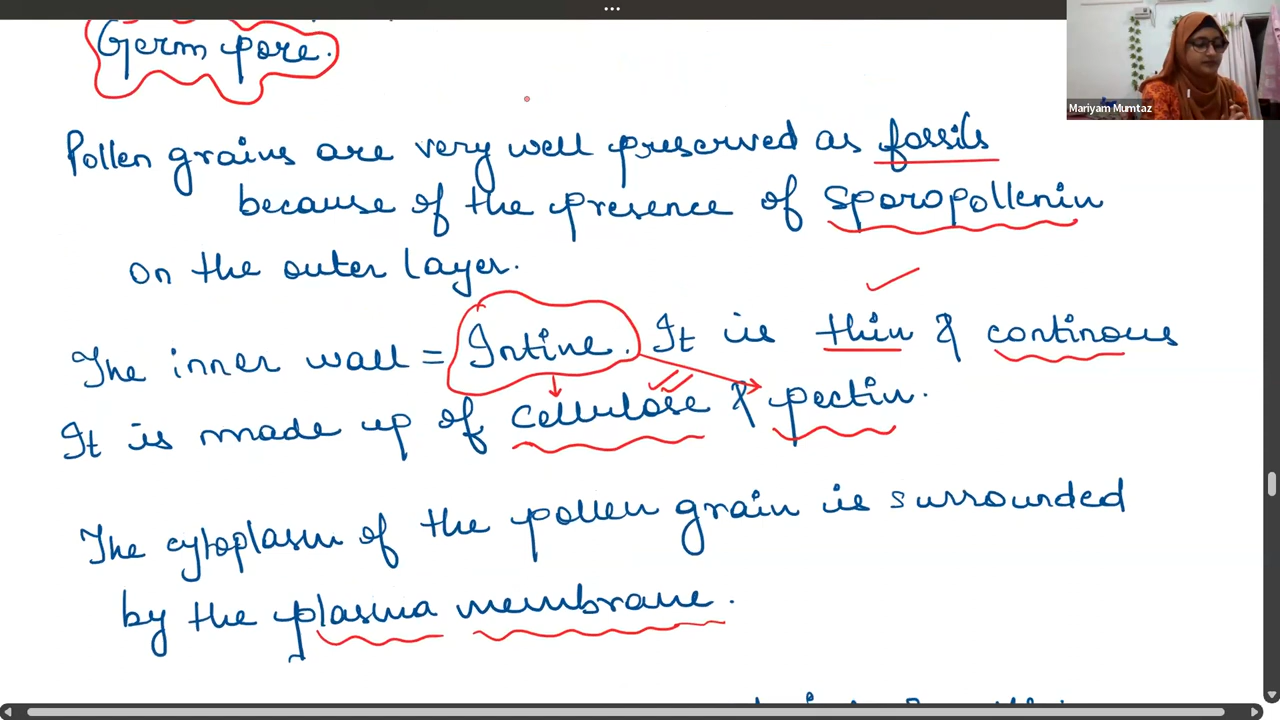 Germ pore.
Mariyam Mumtaz
Pollen grains are very well preserved as fossils
because of the presence of sporopollenin
on the outer layer.
The inner wall = Intine. It is thin & continous
It is made up of cellulose & pectin.
The cytoplasm of the pollen grain is surrounded
by the plasma membrane.